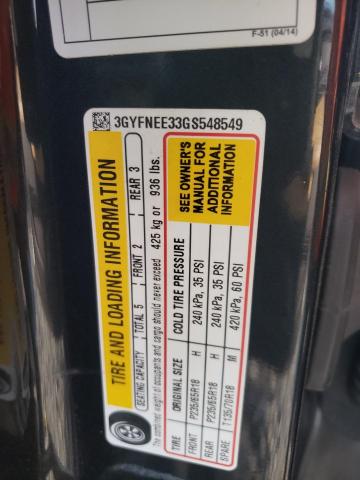 F-51 (04/14)
3GYFNEE33GS548549
TIRE AND LOADING INFORMATION
SEATING CAPACITY TOTAL 5 FRONT 2 REAR 3
The combined weight of occupants and cargo should never exceed 425 kg or 936 lbs.
TIRE ORIGINAL SIZE COLD TIRE PRESSURE
FRONT P235/65R18 H 240 kPa, 35 PSI
REAR P235/65R18 H 240 kPa, 35 PSI
SPARE T135/70R18 M 420 kPa, 60 PSI
SEE OWNER'S
MANUAL FOR
ADDITIONAL
INFORMATION